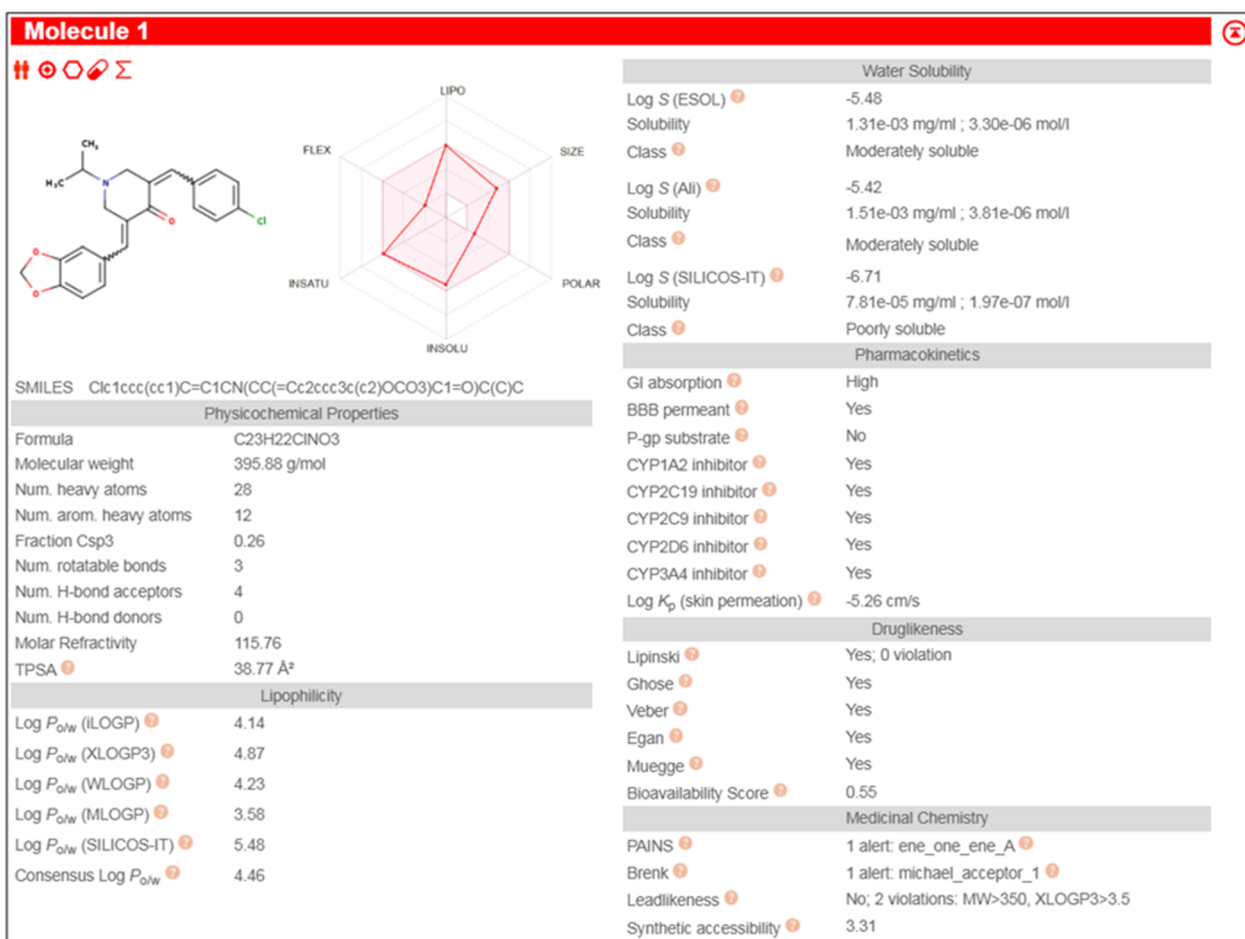 Molecule 1
LIPO
FLEX
SIZE
INSATU
POLAR
INSOLU
CH₃
H₃C
N
O
Cl
O
O
SMILES Clc1ccc(cc1)C=C1CN(CC(=Cc2ccc3c(c2)OCO3)C1=O)C(C)C
Physicochemical Properties
Formula C23H22ClNO3
Molecular weight 395.88 g/mol
Num. heavy atoms 28
Num. arom. heavy atoms 12
Fraction Csp3 0.26
Num. rotatable bonds 3
Num. H-bond acceptors 4
Num. H-bond donors 0
Molar Refractivity 115.76
TPSA ? 38.77 Å²
Lipophilicity
Log Po/w (iLOGP) ? 4.14
Log Po/w (XLOGP3) ? 4.87
Log Po/w (WLOGP) ? 4.23
Log Po/w (MLOGP) ? 3.58
Log Po/w (SILICOS-IT) ? 5.48
Consensus Log Po/w ? 4.46
Water Solubility
Log S (ESOL) ? -5.48
Solubility 1.31e-03 mg/ml ; 3.30e-06 mol/l
Class ? Moderately soluble
Log S (Ali) ? -5.42
Solubility 1.51e-03 mg/ml ; 3.81e-06 mol/l
Class ? Moderately soluble
Log S (SILICOS-IT) ? -6.71
Solubility 7.81e-05 mg/ml ; 1.97e-07 mol/l
Class ? Poorly soluble
Pharmacokinetics
GI absorption ? High
BBB permeant ? Yes
P-gp substrate ? No
CYP1A2 inhibitor ? Yes
CYP2C19 inhibitor ? Yes
CYP2C9 inhibitor ? Yes
CYP2D6 inhibitor ? Yes
CYP3A4 inhibitor ? Yes
Log Kp (skin permeation) ? -5.26 cm/s
Druglikeness
Lipinski ? Yes; 0 violation
Ghose ? Yes
Veber ? Yes
Egan ? Yes
Muegge ? Yes
Bioavailability Score ? 0.55
Medicinal Chemistry
PAINS ? 1 alert: ene_one_ene_A ?
Brenk ? 1 alert: michael_acceptor_1 ?
Leadlikeness ? No; 2 violations: MW>350, XLOGP3>3.5
Synthetic accessibility ? 3.31